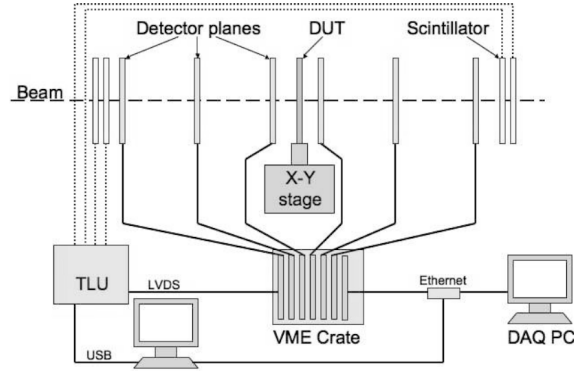 Detector planes
DUT
Scintillator
Beam
X-Y
stage
TLU
LVDS
Ethernet
USB
VME Crate
DAQ PC